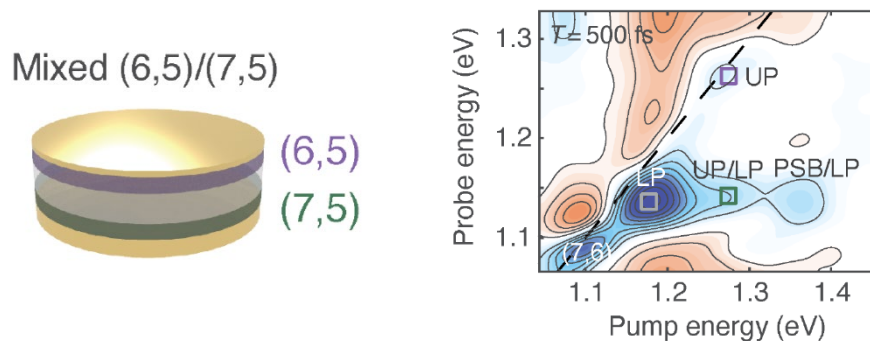 Mixed (6,5)/(7,5)
(6,5)
(7,5)
T = 500 fs
UP
LP
UP/LP
PSB/LP
(7,6)
Probe energy (eV)
1.3
1.2
1.1
1.1
1.2
1.3
1.4
Pump energy (eV)